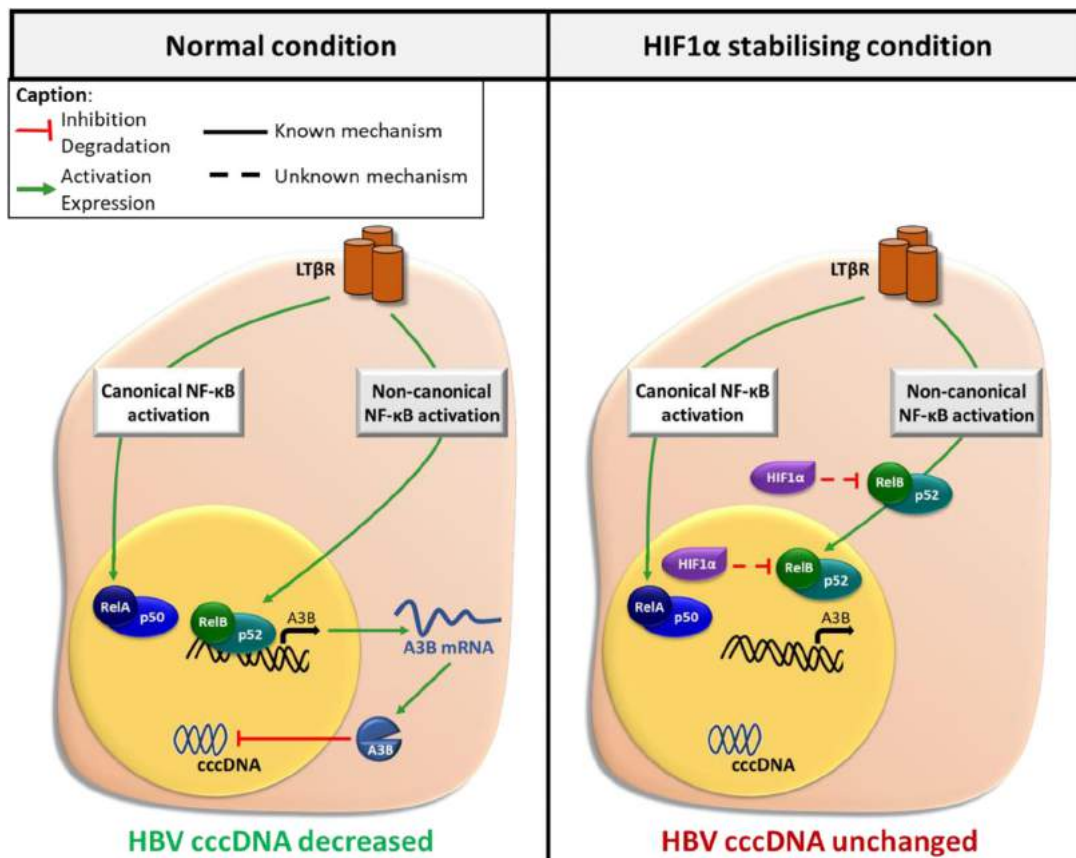 Normal condition
HIF1α stabilising condition
Caption:
Inhibition
Degradation
Known mechanism
Activation
Expression
Unknown mechanism
LTβR
Canonical NF-κB
activation
Non-canonical
NF-κB activation
RelA
p50
RelB
p52
A3B
A3B mRNA
A3B
cccDNA
HBV cccDNA decreased
LTβR
Canonical NF-κB
activation
Non-canonical
NF-κB activation
HIF1α
RelB
p52
HIF1α
RelB
p52
RelA
p50
A3B
cccDNA
HBV cccDNA unchanged